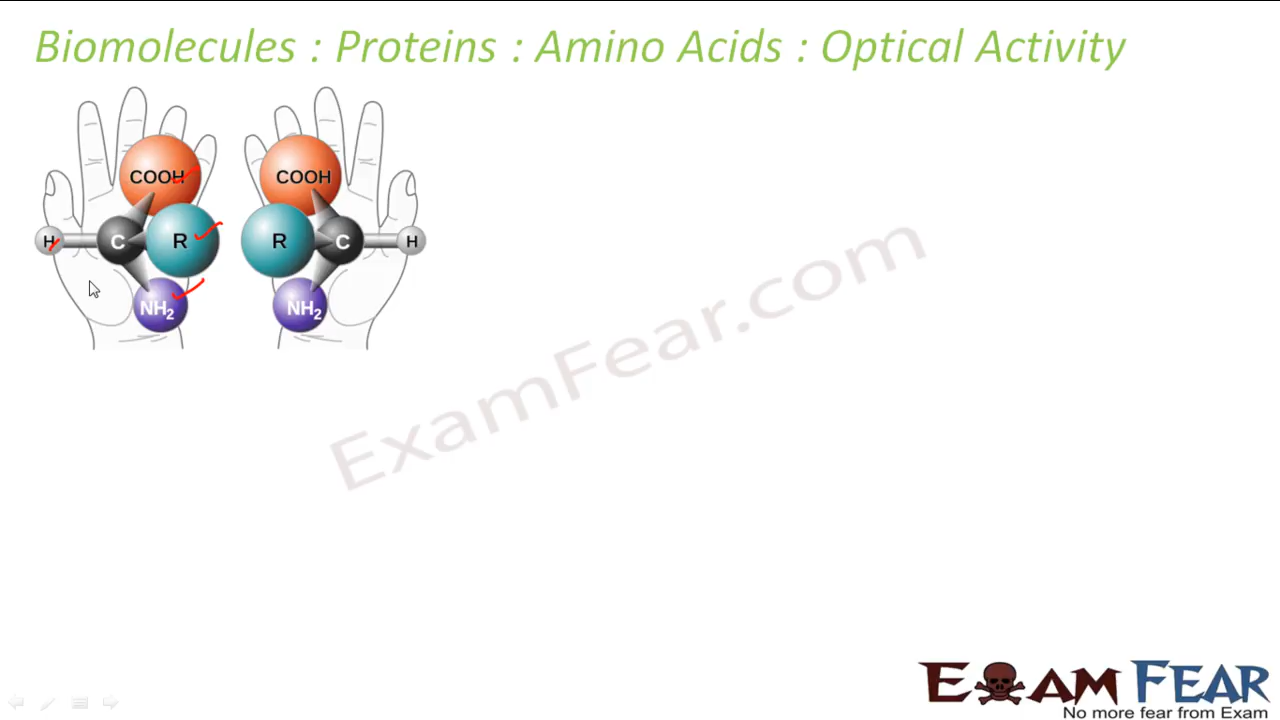 Biomolecules : Proteins : Amino Acids : Optical Activity
COOH COOH
H C R R C H
NH2 NH2
ExamFear.com
EXAM FEAR
No more fear from Exam